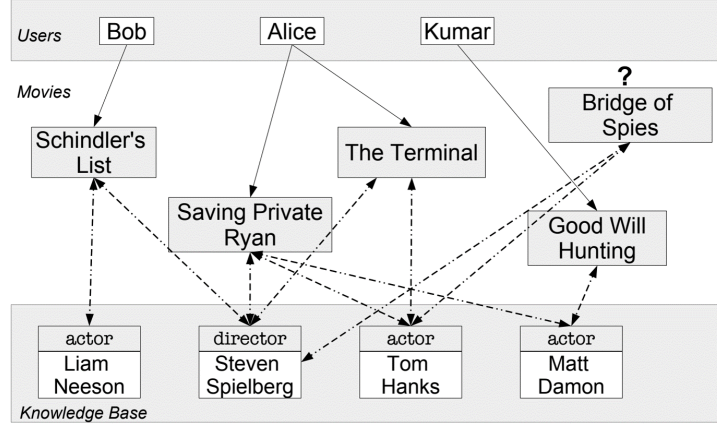 Users
Bob
Alice
Kumar
Movies
?
Bridge of
Spies
Schindler's
List
The Terminal
Saving Private
Ryan
Good Will
Hunting
actor
Liam
Neeson
director
Steven
Spielberg
actor
Tom
Hanks
actor
Matt
Damon
Knowledge Base